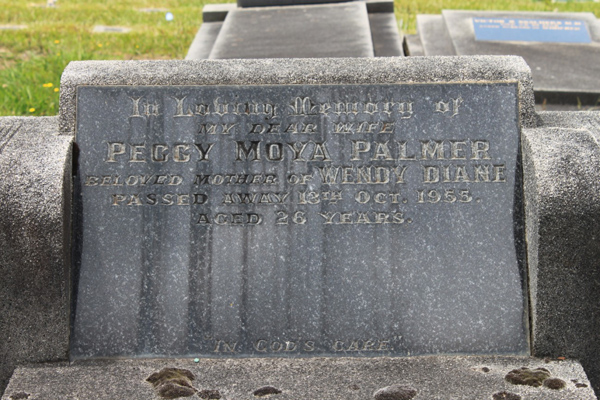 In Loving Memory of
MY DEAR WIFE
PEGGY MOYA PALMER
BELOVED MOTHER OF WENDY DIANE
PASSED AWAY 18TH OCT. 1955.
AGED 26 YEARS.
IN GOD'S CARE